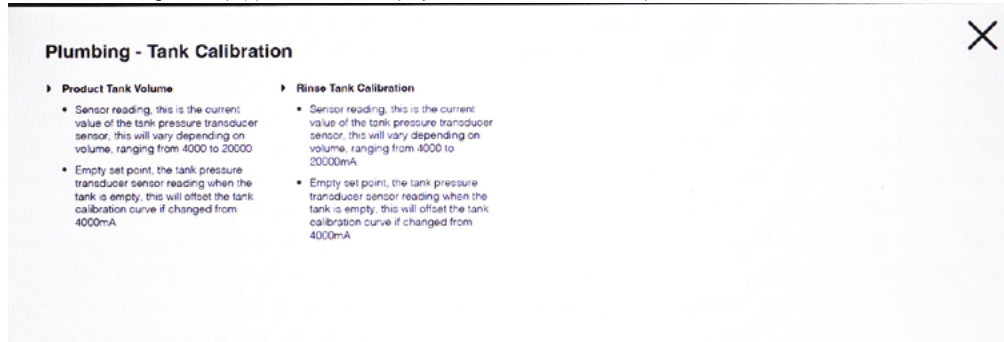 Plumbing - Tank Calibration
Product Tank Volume
• Sensor reading, this is the current
value of the tank pressure transducer
sensor, this will vary depending on
volume, ranging from 4000 to 20000
• Empty set point, the tank pressure
transducer sensor reading when the
tank is empty, this will offset the tank
calibration curve if changed from
4000mA
Rinse Tank Calibration
• Sensor reading, this is the current
value of the tank pressure transducer
sensor, this will vary depending on
volume, ranging from 4000 to
20000mA
• Empty set point, the tank pressure
transducer sensor reading when the
tank is empty, this will offset the tank
calibration curve if changed from
4000mA